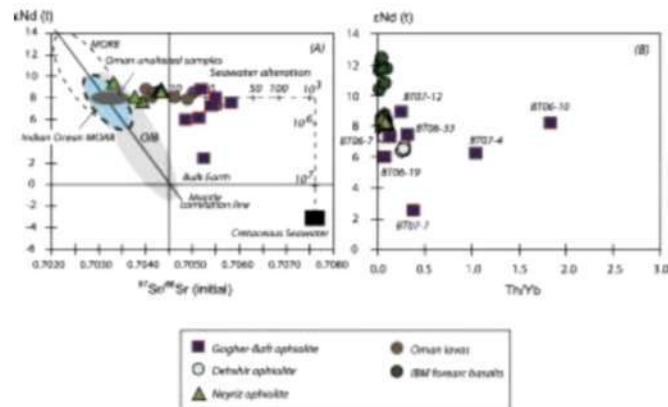 εNd (t)
14
12
10
8
6
4
2
0
-2
-4
-6
0.7020 0.7030 0.7040 0.7050 0.7060 0.7070 0.7080
⁸⁷Sr/⁸⁶Sr (initial)
MORB
(A)
Oman unaltered samples
Seawater alteration
50 100 10³
10⁶
10⁷
Indian Ocean MORB
OIB
Bulk Earth
Mantle
correlation line
Cretaceous Seawater
εNd (t)
14
12
10
8
6
4
2
0
0.0 0.5 1.0 1.5 2.0 2.5 3.0
Th/Yb
(B)
BT07-12
BT06-10
BT06-33
BT06-7
BT07-4
BT06-19
BT07-1
Gogher-Baft ophiolite
Dehshir ophiolite
Neyriz ophiolite
Oman lavas
IBM forearc basalts